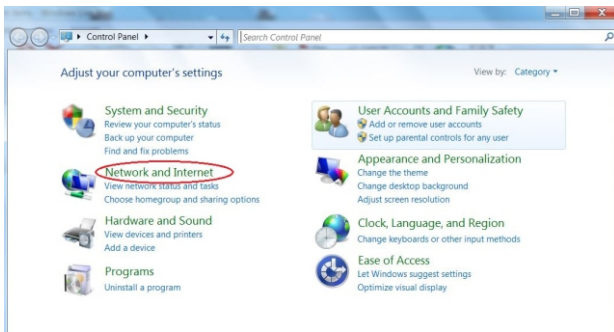 Control Panel
Search Control Panel
Adjust your computer's settings
View by: Category
System and Security
Review your computer's status
Back up your computer
Find and fix problems
Network and Internet
View network status and tasks
Choose homegroup and sharing options
Hardware and Sound
View devices and printers
Add a device
Programs
Uninstall a program
User Accounts and Family Safety
Add or remove user accounts
Set up parental controls for any user
Appearance and Personalization
Change the theme
Change desktop background
Adjust screen resolution
Clock, Language, and Region
Change keyboards or other input methods
Ease of Access
Let Windows suggest settings
Optimize visual display